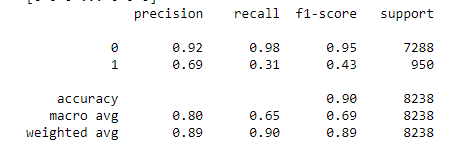 precision recall f1-score support
0 0.92 0.98 0.95 7288
1 0.69 0.31 0.43 950
accuracy 0.90 8238
macro avg 0.80 0.65 0.69 8238
weighted avg 0.89 0.90 0.89 8238